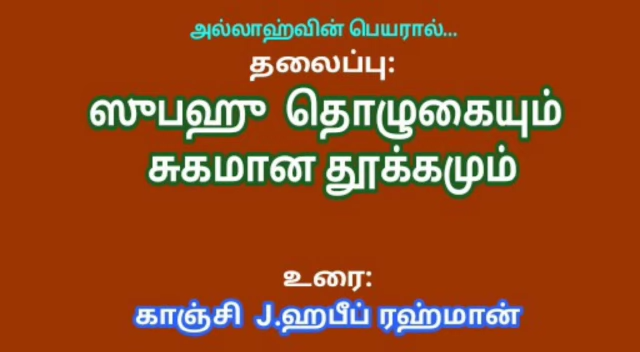 அல்லாஹ்வின் பெயரால்...
தலைப்பு:
ஸுபஹு தொழுகையும்
சுகமான தூக்கமும்
உரை:
காஞ்சி J.ஹபீப் ரஹ்மான்